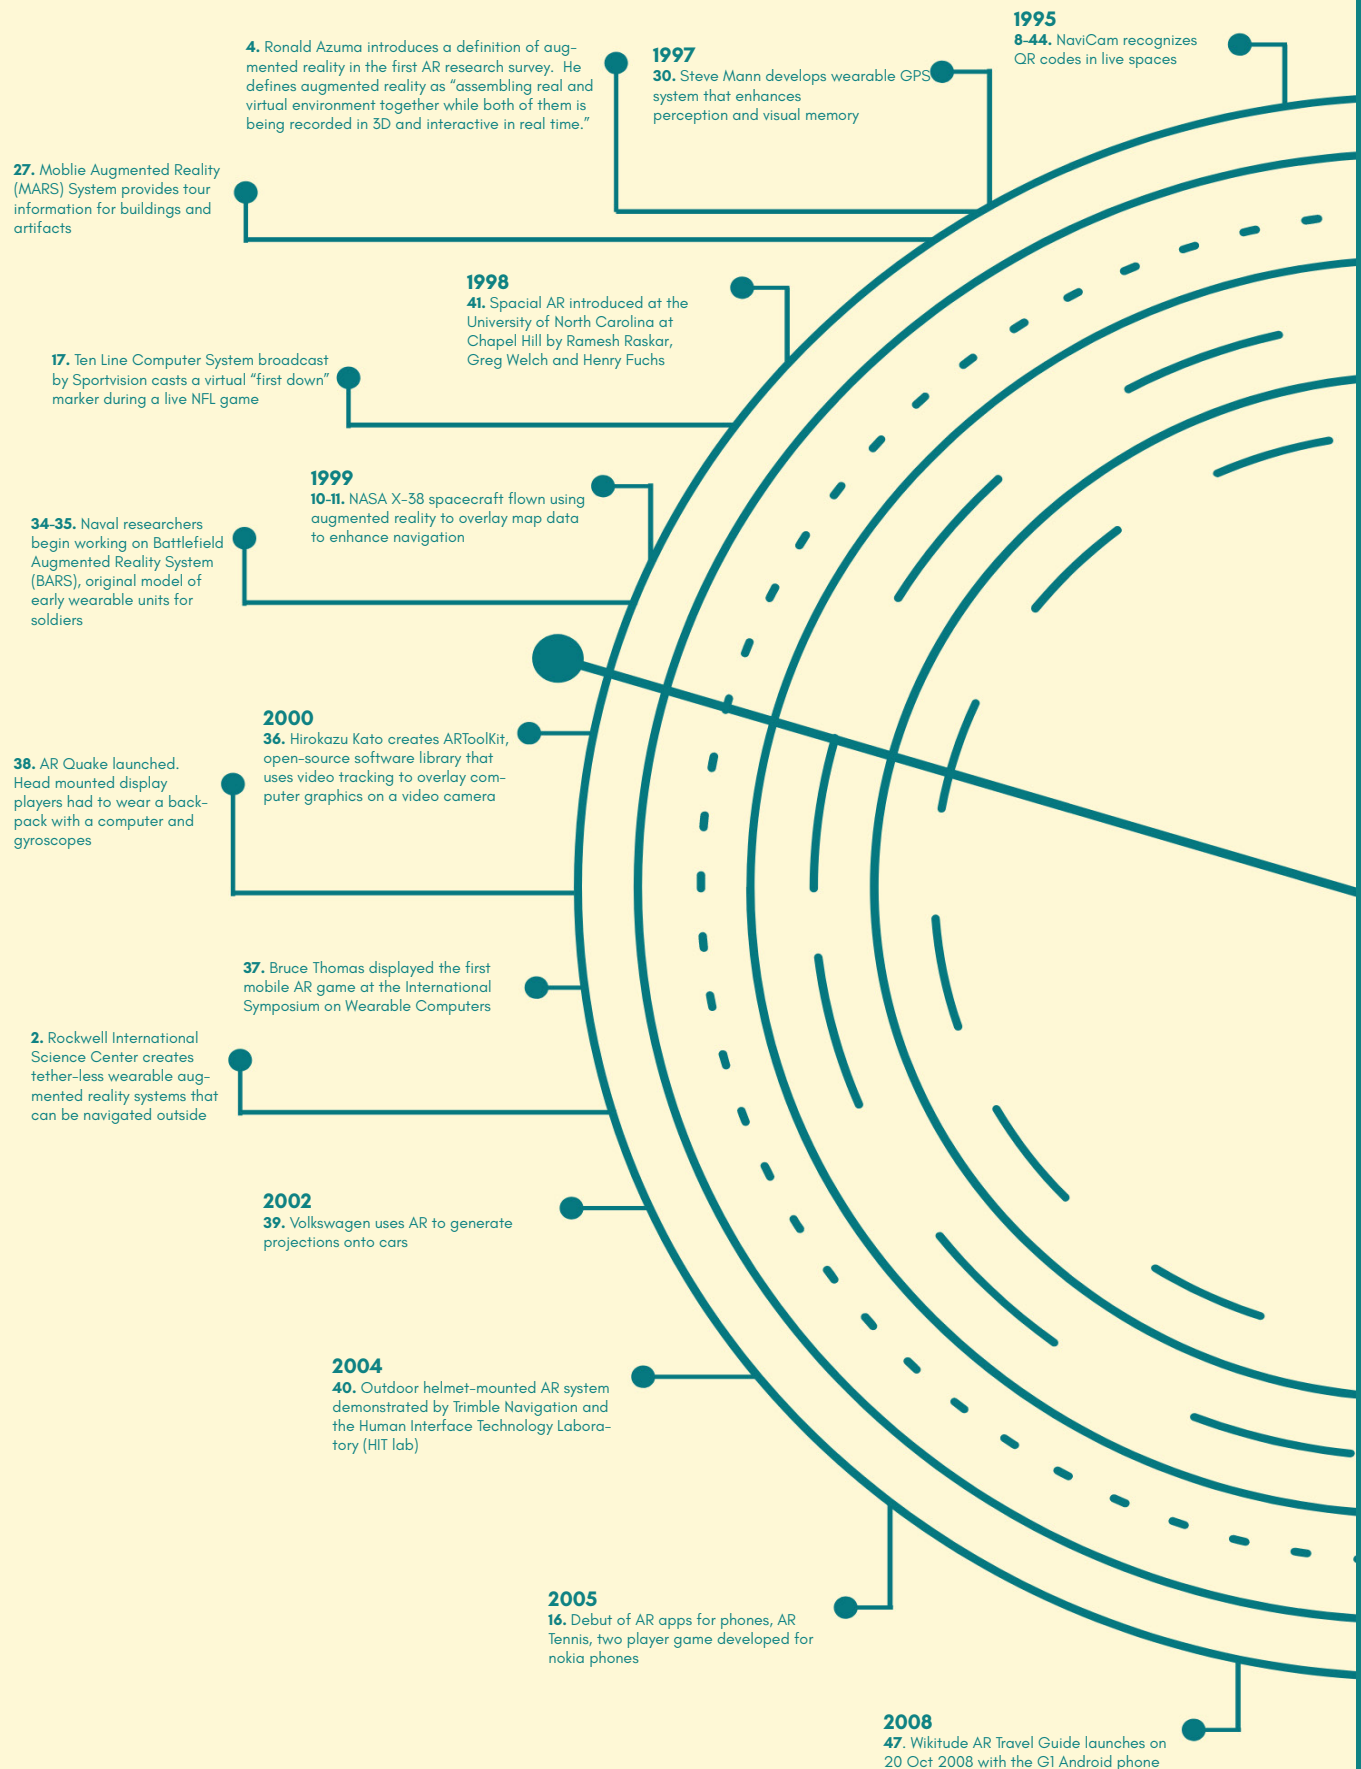 1995
8-44. NaviCam recognizes
QR codes in live spaces
1997
30. Steve Mann develops wearable GPS
system that enhances
perception and visual memory
4. Ronald Azuma introduces a definition of aug-
mented reality in the first AR research survey. He
defines augmented reality as “assembling real and
virtual environment together while both of them is
being recorded in 3D and interactive in real time.”
27. Moblie Augmented Reality
(MARS) System provides tour
information for buildings and
artifacts
1998
41. Spacial AR introduced at the
University of North Carolina at
Chapel Hill by Ramesh Raskar,
Greg Welch and Henry Fuchs
17. Ten Line Computer System broadcast
by Sportvision casts a virtual “first down”
marker during a live NFL game
1999
10-11. NASA X-38 spacecraft flown using
augmented reality to overlay map data
to enhance navigation
34-35. Naval researchers
begin working on Battlefield
Augmented Reality System
(BARS), original model of
early wearable units for
soldiers
2000
36. Hirokazu Kato creates ARToolKit,
open-source software library that
uses video tracking to overlay com-
puter graphics on a video camera
38. AR Quake launched.
Head mounted display
players had to wear a back-
pack with a computer and
gyroscopes
37. Bruce Thomas displayed the first
mobile AR game at the International
Symposium on Wearable Computers
2. Rockwell International
Science Center creates
tether-less wearable aug-
mented reality systems that
can be navigated outside
2002
39. Volkswagen uses AR to generate
projections onto cars
2004
40. Outdoor helmet-mounted AR system
demonstrated by Trimble Navigation and
the Human Interface Technology Labora-
tory (HIT lab)
2005
16. Debut of AR apps for phones, AR
Tennis, two player game developed for
nokia phones
2008
47. Wikitude AR Travel Guide launches on
20 Oct 2008 with the G1 Android phone